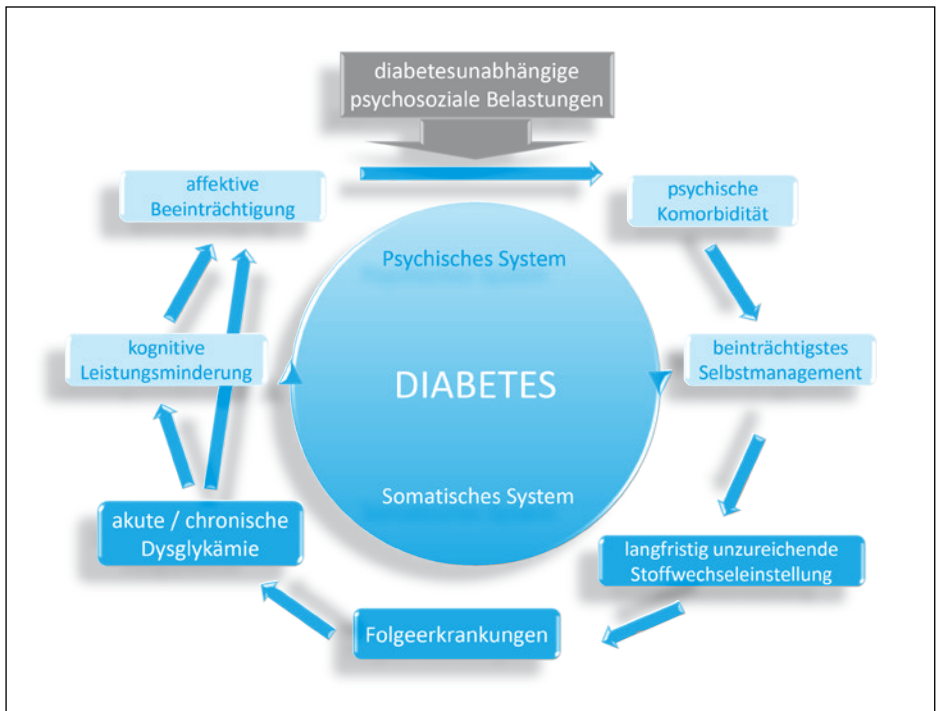 diabetesunabhängige
psychosoziale Belastungen
affektive
Beeinträchtigung
psychische
Komorbidität
Psychisches System
kognitive
Leistungsminderung
DIABETES
beinträchtigstes
Selbstmanagement
Somatisches System
akute / chronische
Dysglykämie
langfristig unzureichende
Stoffwechseleinstellung
Folgeerkrankungen